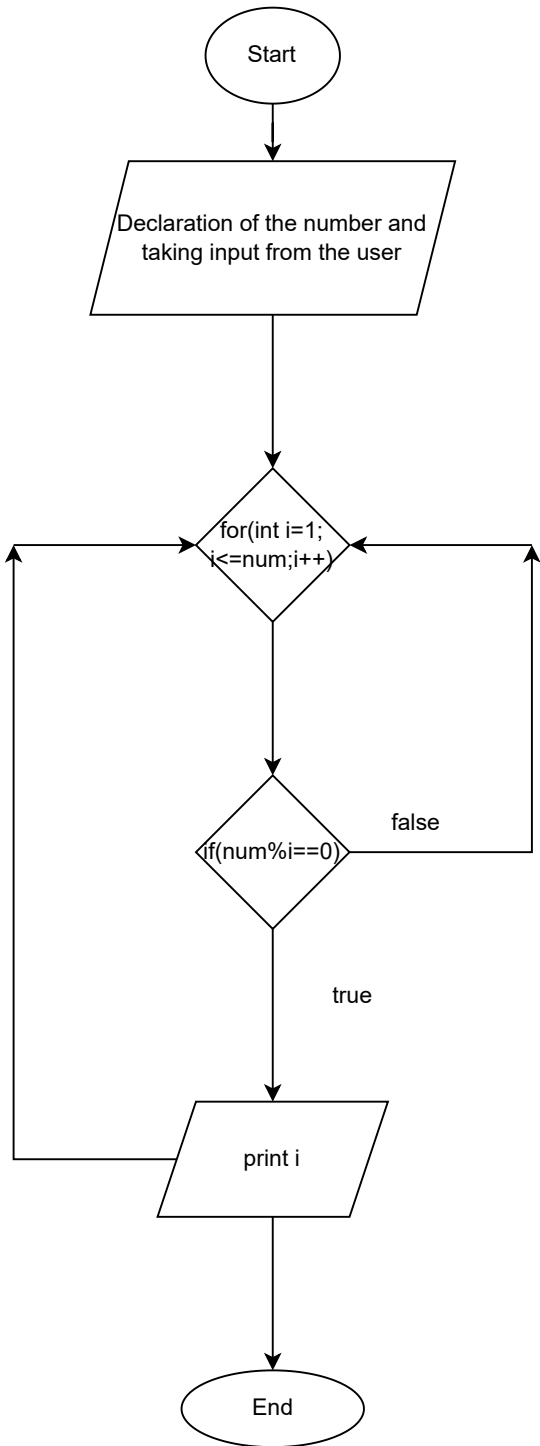 Start
Declaration of the number and
taking input from the user
for(int i=1;
i<=num;i++)
if(num%i==0)
false
true
print i
End